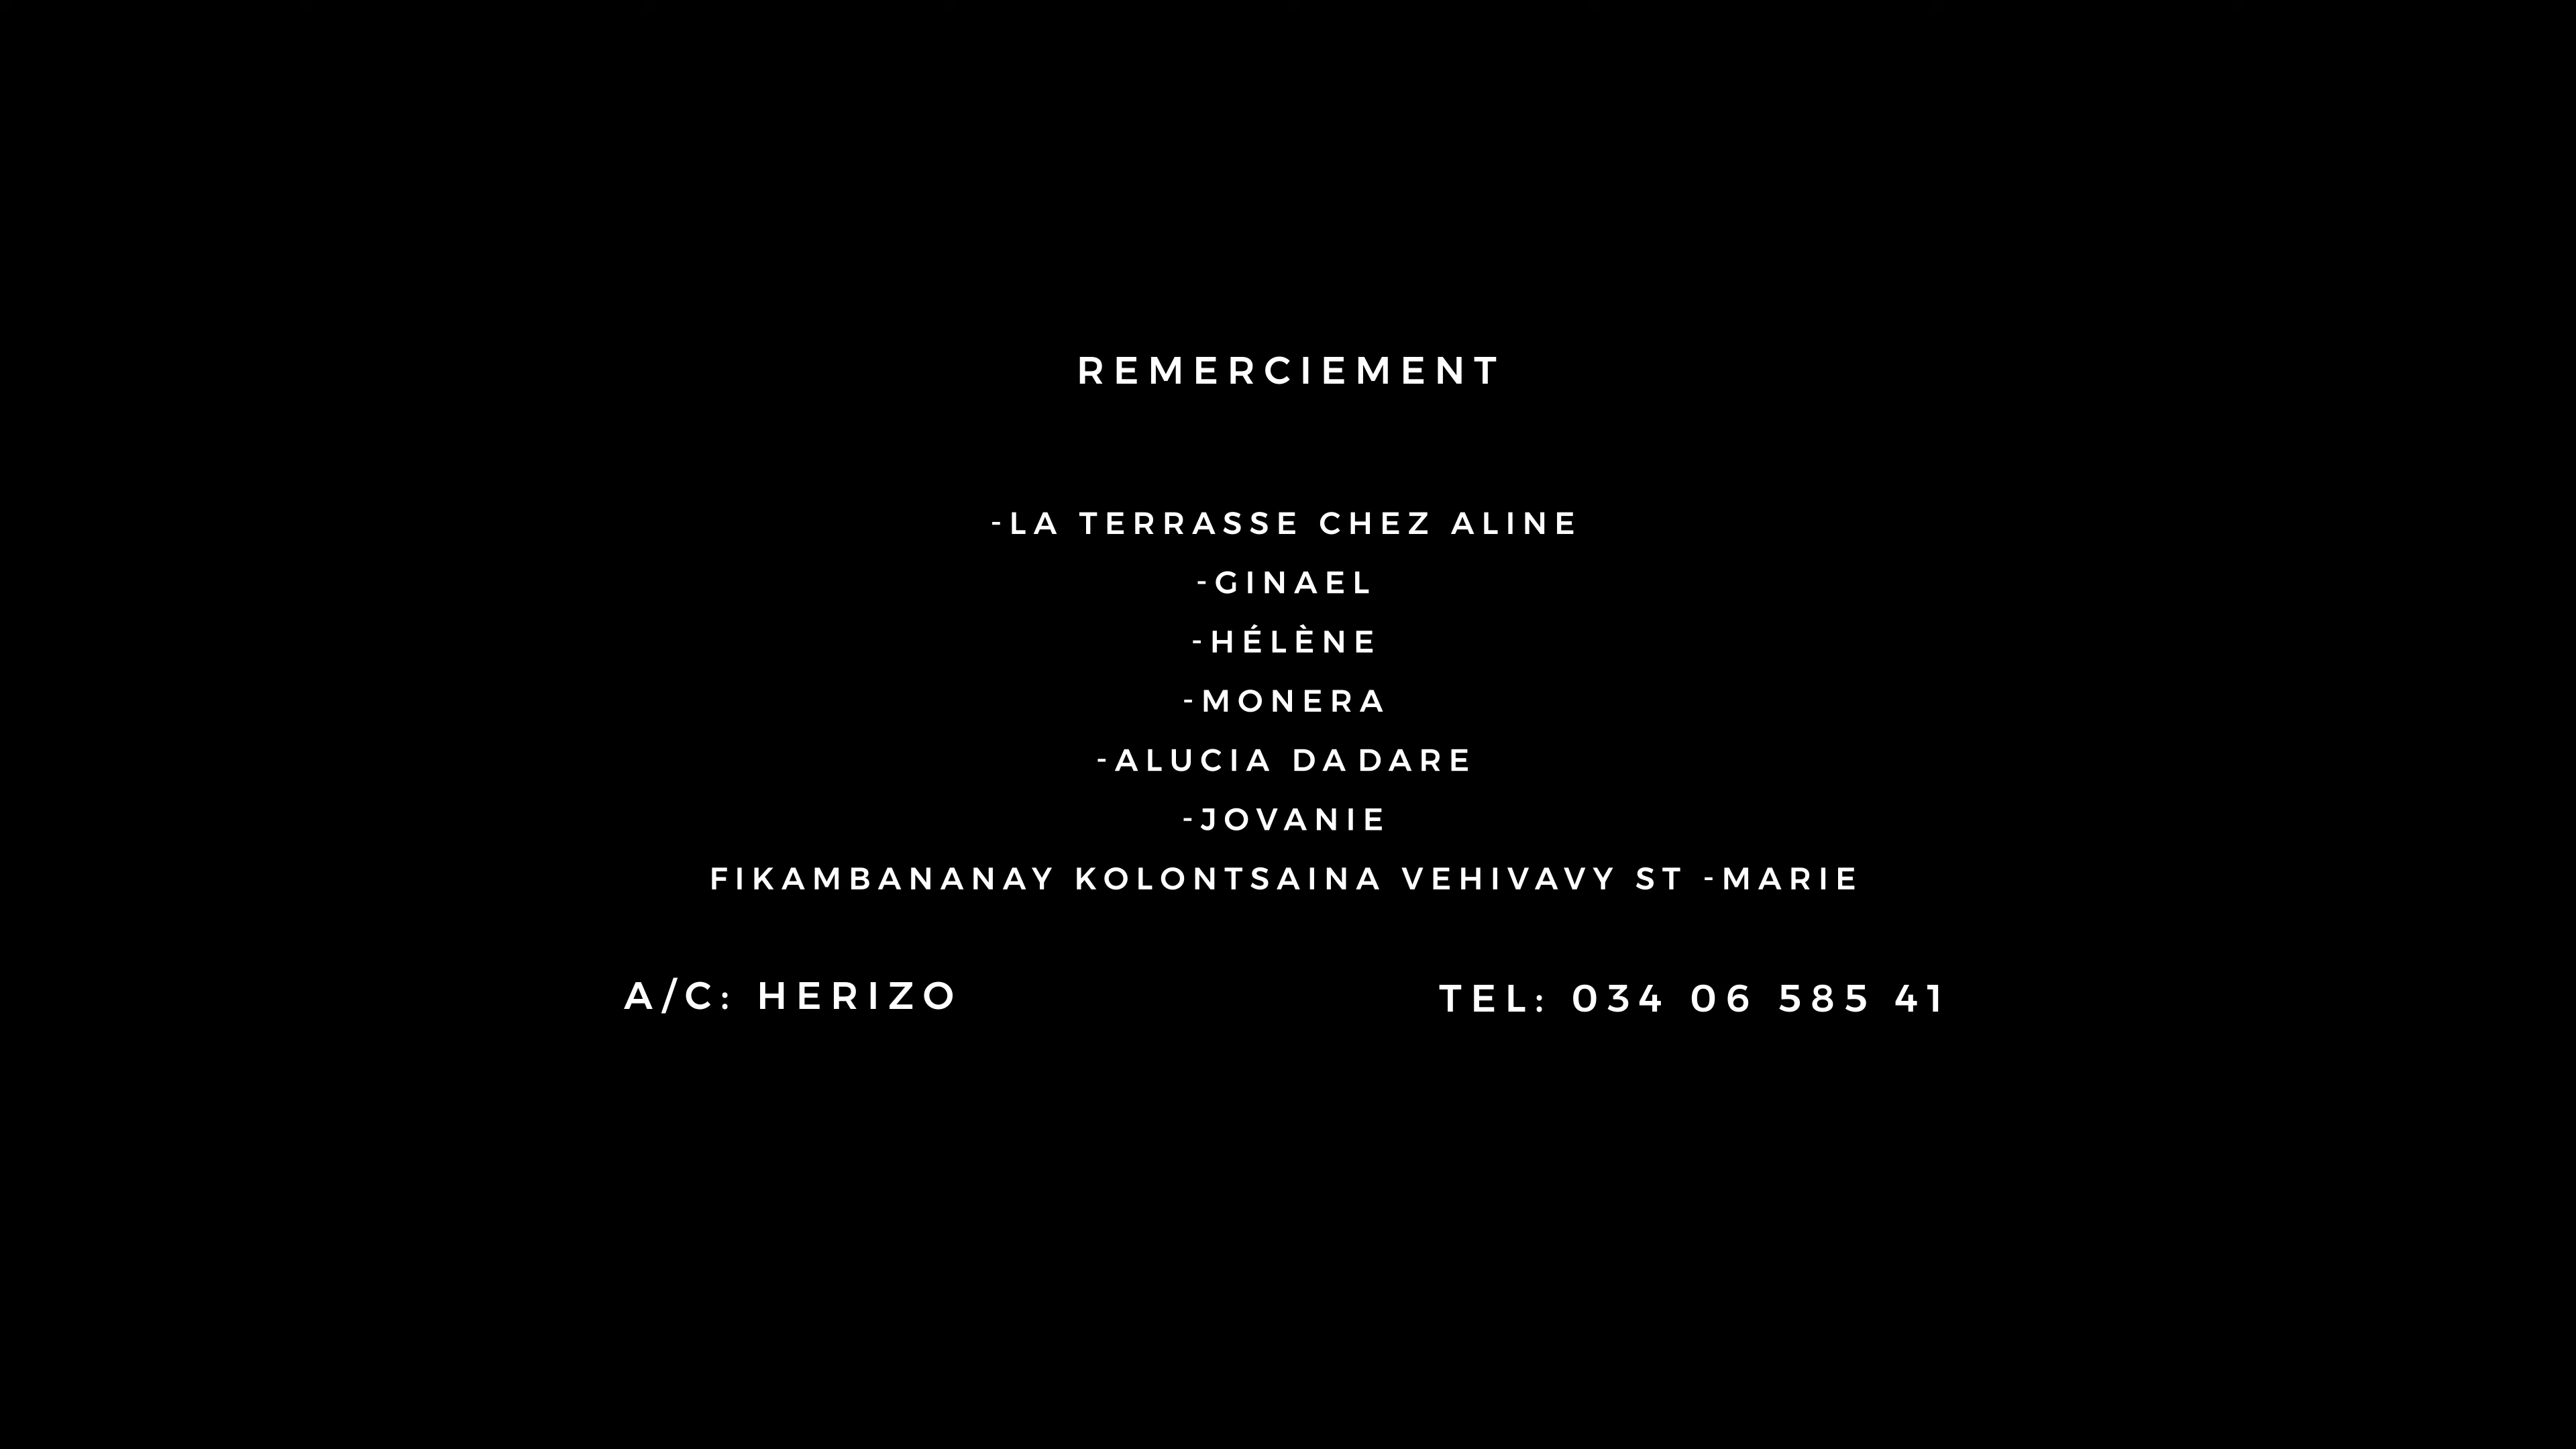 REMERCIEMENT
-LA TERRASSE CHEZ ALINE
-GINAEL
-HÉLÈNE
-MONERA
-ALUCIA DADARE
-JOVANIE
FIKAMBANANAY KOLONTSAINA VEHIVAVY ST -MARIE
A/C: HERIZO TEL: 034 06 585 41